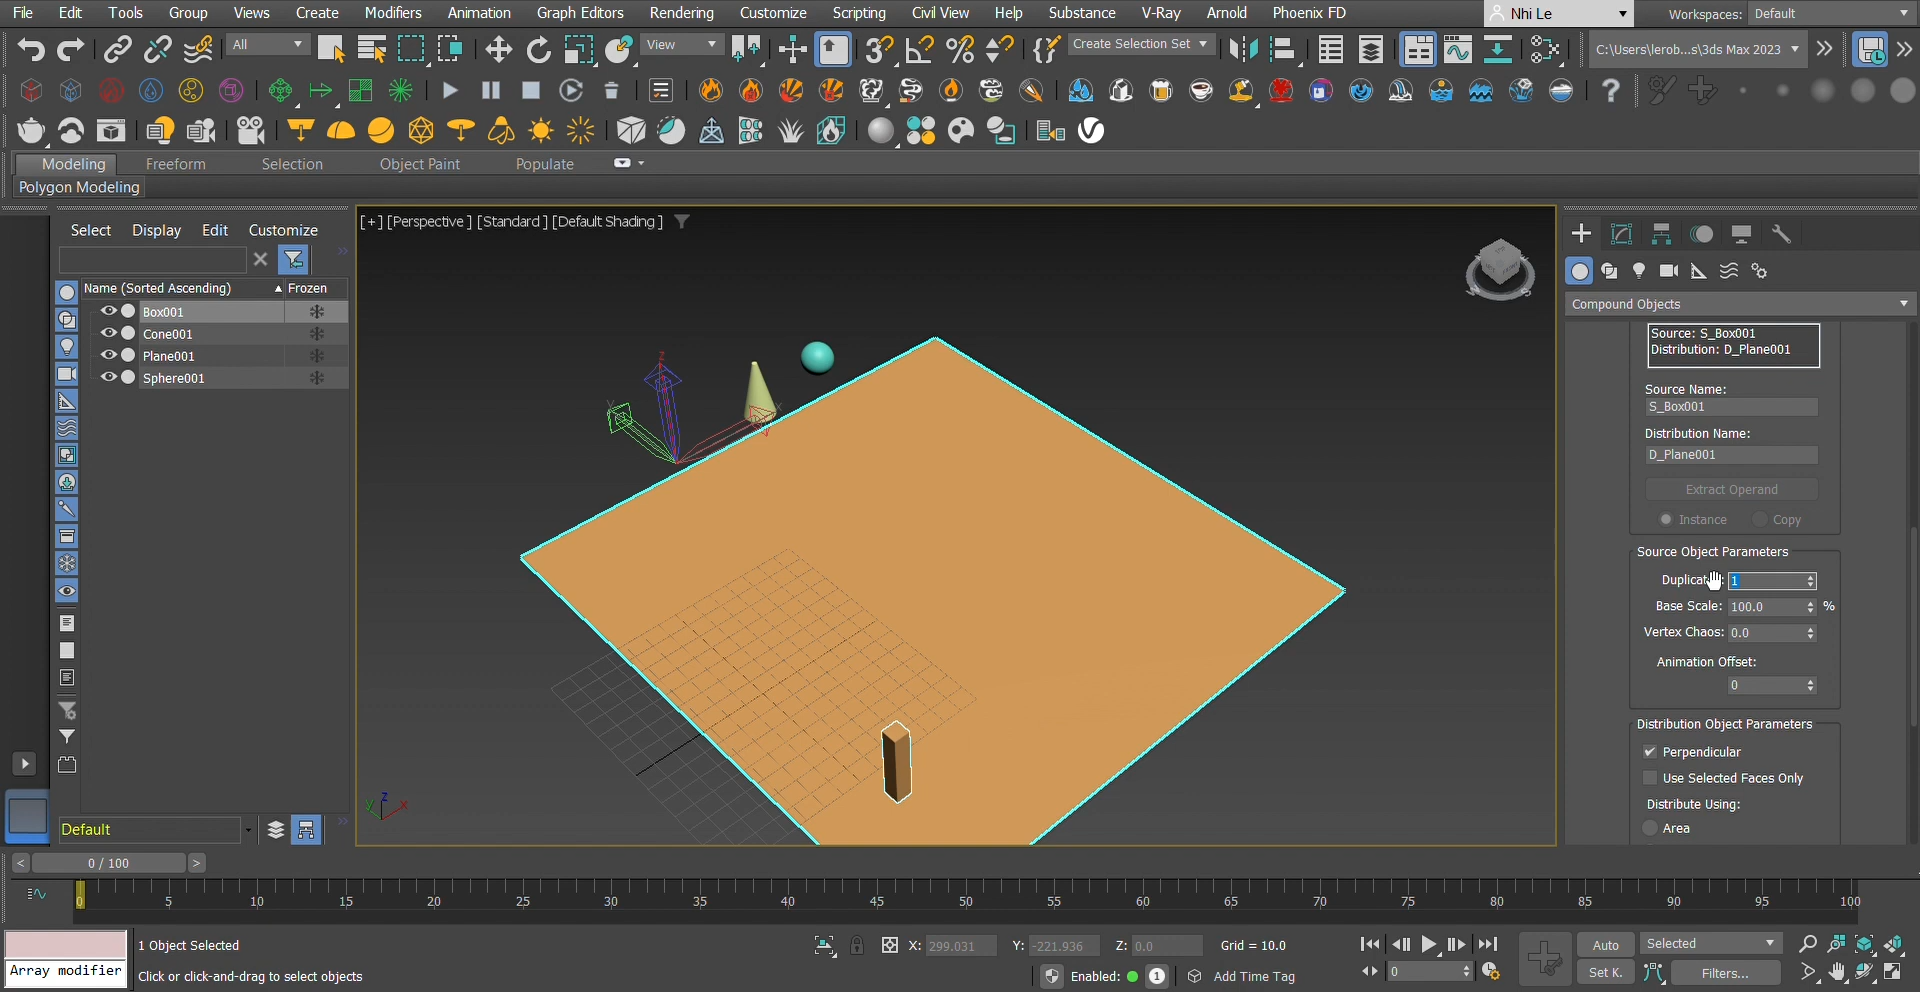 File Edit Tools Group Views Create Modifiers Animation Graph Editors Rendering Customize Scripting Civil View Help Substance V-Ray Arnold Phoenix FD Nhi Le Workspaces: Default
All View Create Selection Set C:\Users\lerob...s\3ds Max 2023
Modeling Freeform Selection Object Paint Populate
Polygon Modeling
Select Display Edit Customize
[+] [Perspective ] [Standard ] [Default Shading ]
Name (Sorted Ascending) Frozen
Box001
Cone001
Plane001
Sphere001
Default
Compound Objects
Source: S_Box001
Distribution: D_Plane001
Source Name:
S_Box001
Distribution Name:
D_Plane001
Extract Operand
Instance Copy
Source Object Parameters
1
Base Scale: 100.0 %
Vertex Chaos: 0.0
Animation Offset:
0
Distribution Object Parameters
Perpendicular
Use Selected Faces Only
Distribute Using:
Area
< 0 / 100 >
0 5 10 15 20 25 30 35 40 45 50 55 60 65 70 75 80 85 90 95 100
1 Object Selected X: 299.031 Y: -221.936 Z: 0.0 Grid = 10.0 Auto Selected
Array modifier Click or click-and-drag to select objects Enabled: 1 Add Time Tag 0 Set K. Filters...